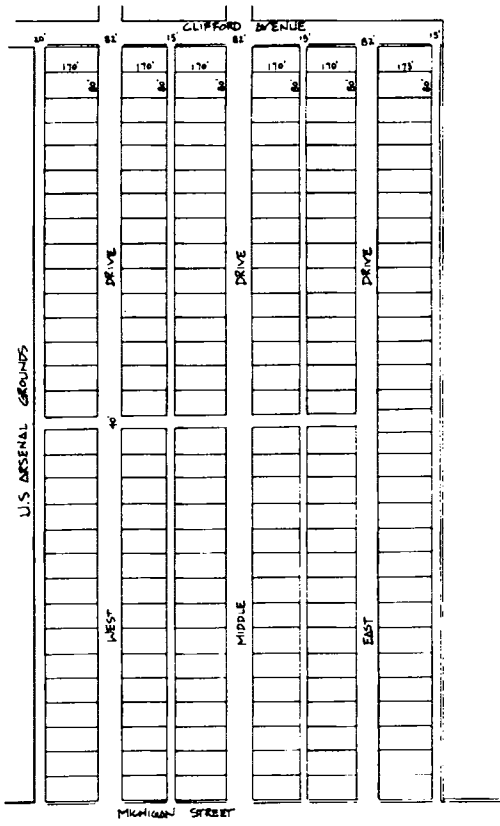 CLIFFORD AVENUE
20' 82' 15' 82' 15' 82' 15'
170' 170' 170' 170' 170' 175'
80' 80' 80' 80' 80' 80'
DRIVE DRIVE DRIVE
U.S ARSENAL GROUNDS
40'
WEST MIDDLE EAST
MICHIGAN STREET